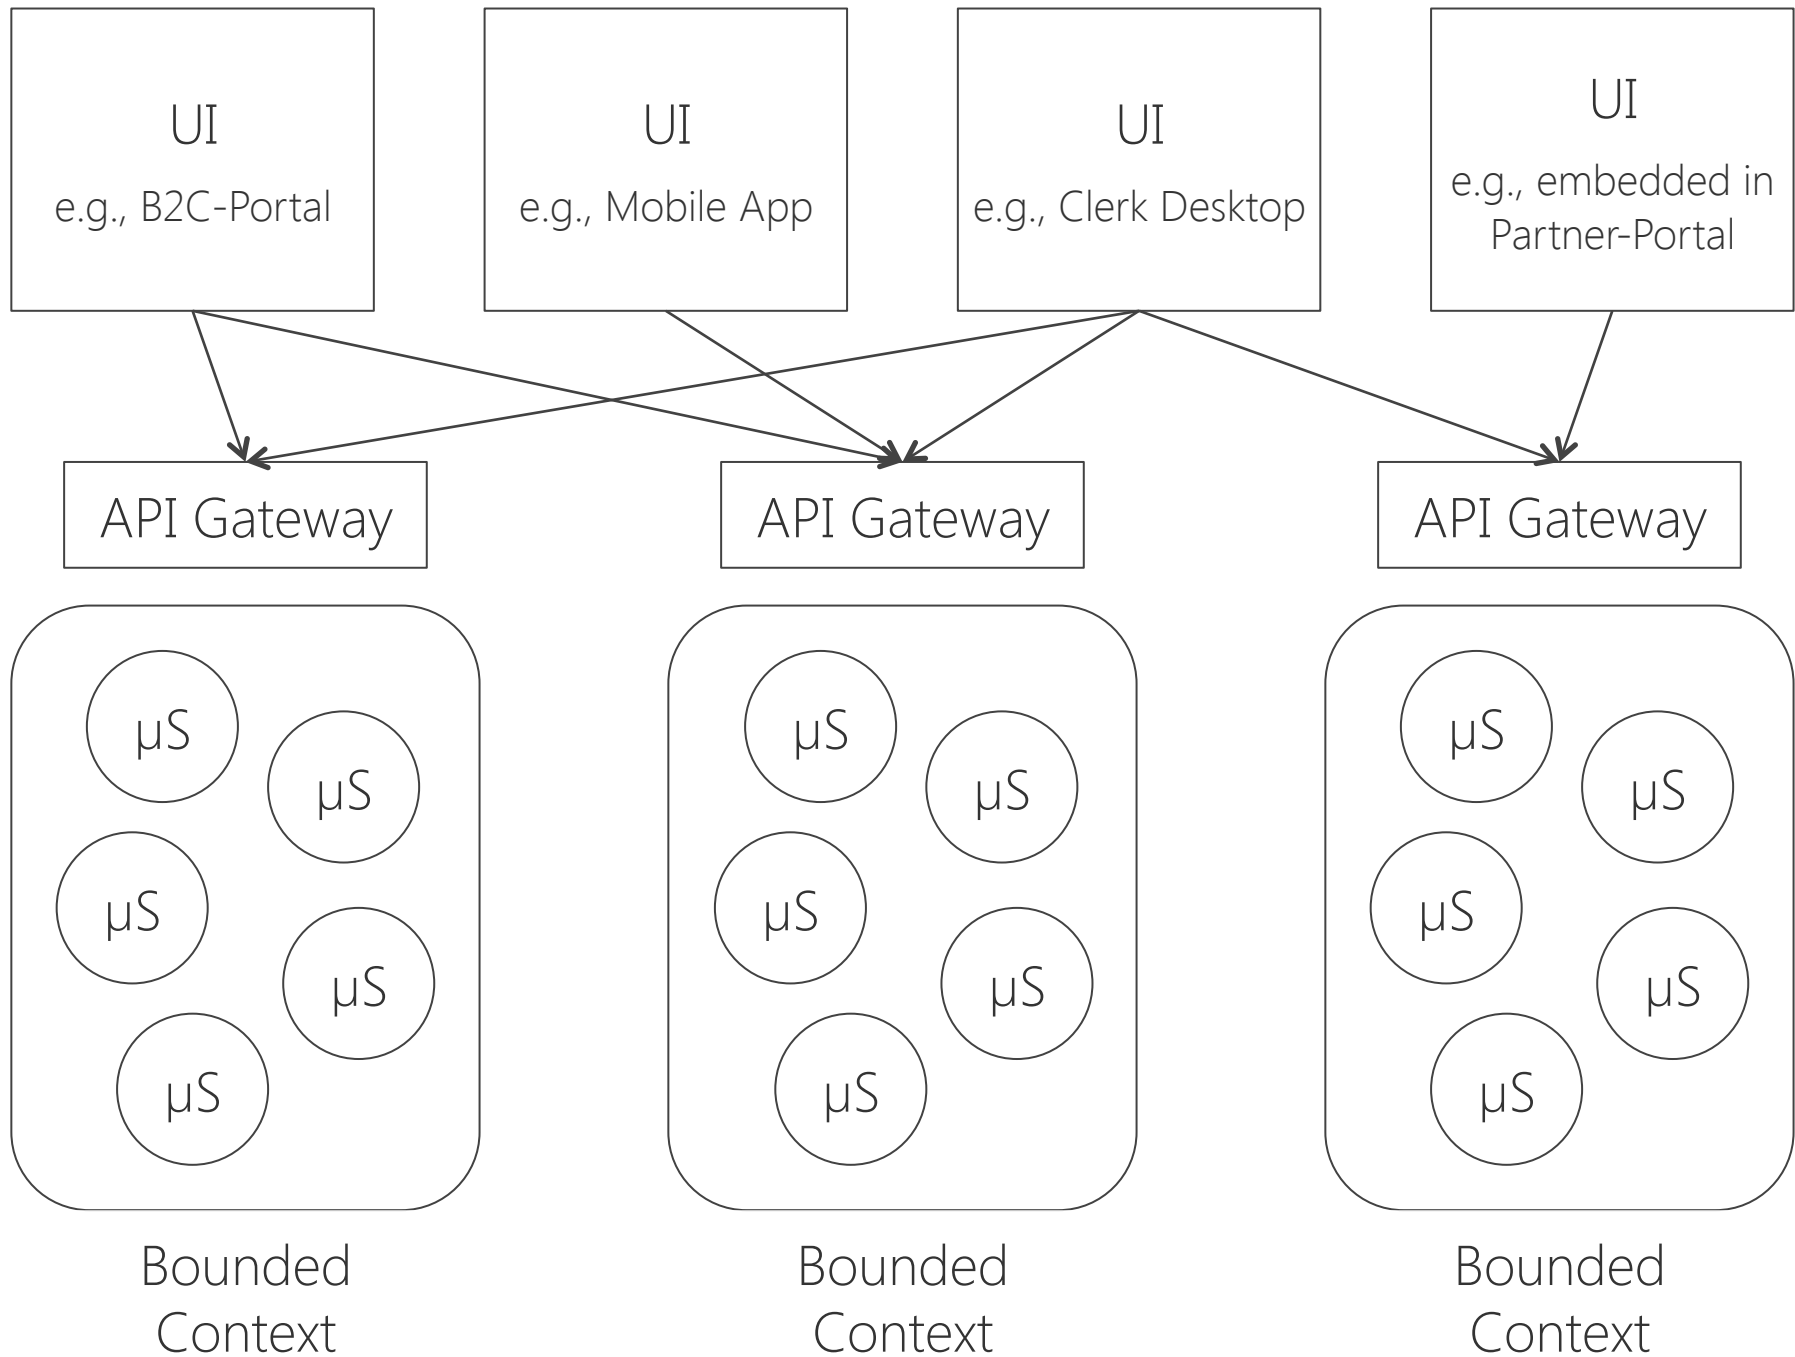 UI
e.g., B2C-Portal
UI
e.g., Mobile App
UI
e.g., Clerk Desktop
UI
e.g., embedded in
Partner-Portal
API Gateway
API Gateway
API Gateway
µS
µS
µS
µS
µS
Bounded
Context
µS
µS
µS
µS
µS
Bounded
Context
µS
µS
µS
µS
µS
Bounded
Context